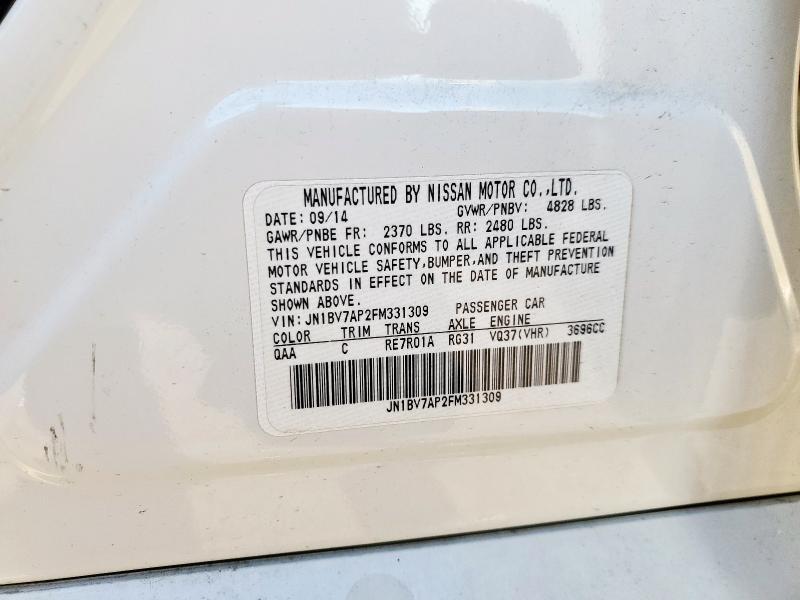 MANUFACTURED BY NISSAN MOTOR CO.,LTD.
DATE: 09/14 GVWR/PNBV: 4828 LBS.
GAWR/PNBE FR: 2370 LBS. RR: 2480 LBS.
THIS VEHICLE CONFORMS TO ALL APPLICABLE FEDERAL
MOTOR VEHICLE SAFETY,BUMPER,AND THEFT PREVENTION
STANDARDS IN EFFECT ON THE DATE OF MANUFACTURE
SHOWN ABOVE.
VIN: JN1BV7AP2FM331309 PASSENGER CAR
COLOR TRIM TRANS AXLE ENGINE
QAA C RE7R01A RG31 VQ37(VHR) 3696CC
JN1BV7AP2FM331309